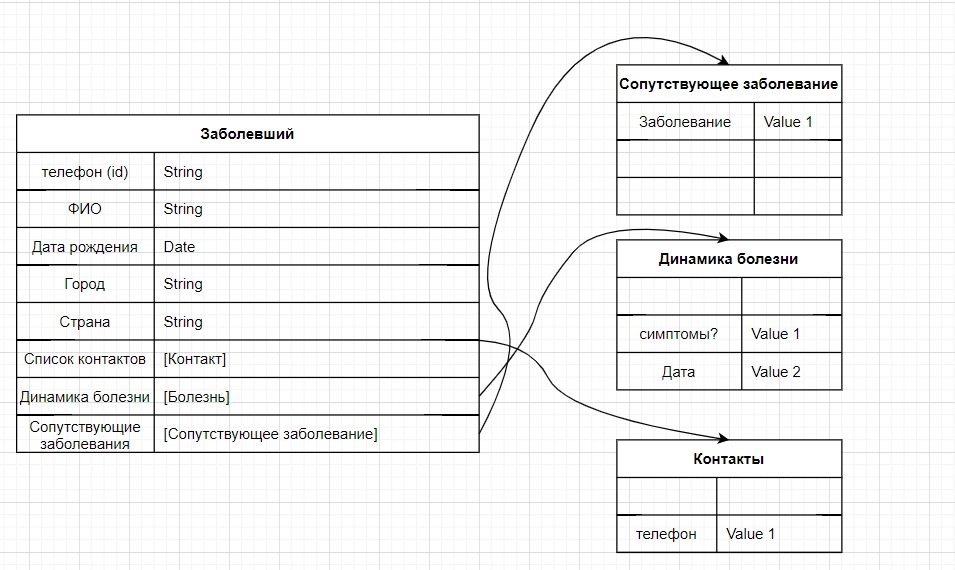 Заболевший
телефон (id) String
ФИО String
Дата рождения Date
Город String
Страна String
Список контактов [Контакт]
Динамика болезни [Болезнь]
Сопутствующие
заболевания [Сопутствующее заболевание]
Сопутствующее заболевание
Заболевание Value 1
Динамика болезни
симптомы? Value 1
Дата Value 2
Контакты
телефон Value 1